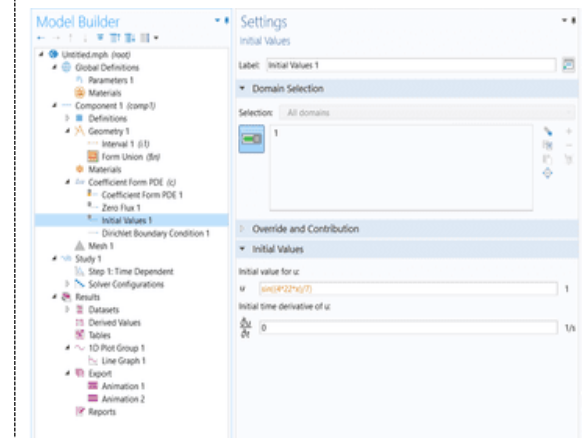 Model Builder
Untitled.mph (root)
Global Definitions
Parameters 1
Materials
Component 1 (comp1)
Definitions
Geometry 1
Interval 1 (i1)
Form Union (fin)
Materials
Coefficient Form PDE (c)
Coefficient Form PDE 1
Zero Flux 1
Initial Values 1
Dirichlet Boundary Condition 1
Mesh 1
Study 1
Step 1: Time Dependent
Solver Configurations
Results
Datasets
Derived Values
Tables
1D Plot Group 1
Line Graph 1
Export
Animation 1
Animation 2
Reports
Settings
Initial Values
Label: Initial Values 1
Domain Selection
Selection: All domains
1
Override and Contribution
Initial Values
Initial value for u:
u sin((4*22*x)/7) 1
Initial time derivative of u:
∂u/∂t 0 1/s